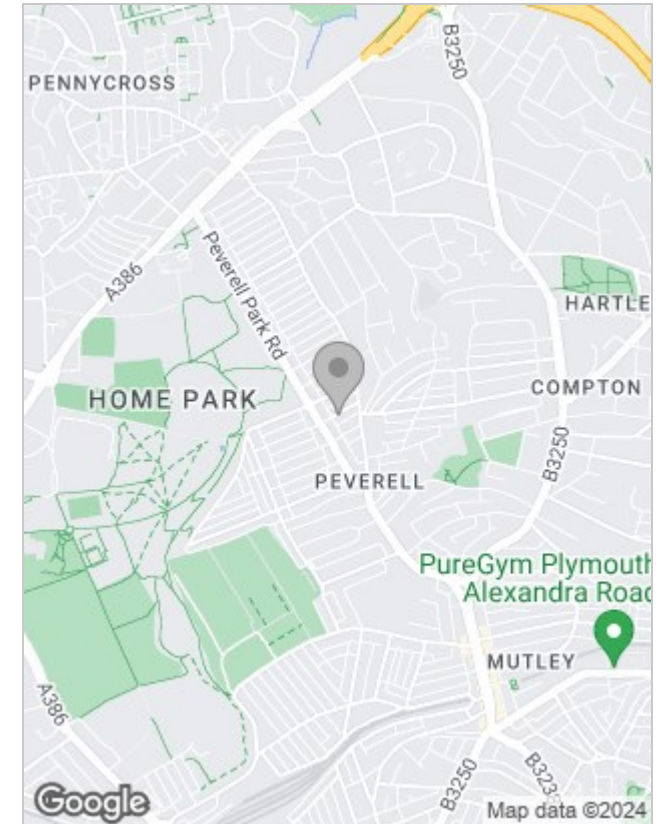 B3250
PENNYCROSS
A386
Peverell Park Rd
HARTLE
HOME PARK
COMPTON
B3250
PEVERELL
PureGym Plymouth
Alexandra Road
MUTLEY
A386
B3250
B3238
Google
Map data ©2024